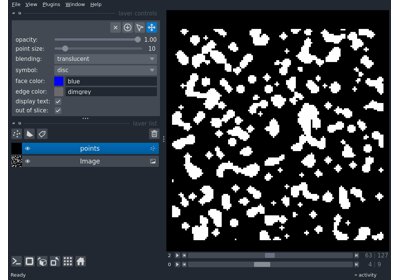 File View Plugins Window Help
layer controls
opacity: 1.00
point size: 10
blending: translucent
symbol: disc
face color: blue
edge color: dimgrey
display text:
out of slice:
layer list
points
Image
2 63 127
0 4 9
Ready activity